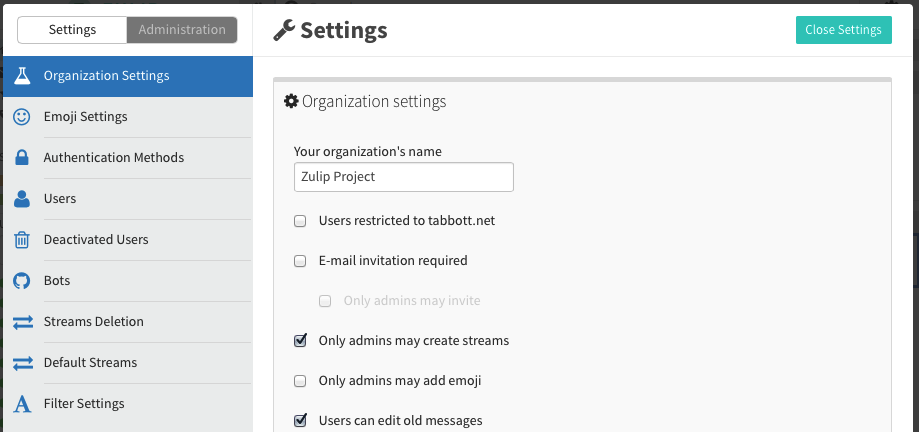 Settings
Administration
Organization Settings
Emoji Settings
Authentication Methods
Users
Deactivated Users
Bots
Streams Deletion
Default Streams
Filter Settings
Settings
Close Settings
Organization settings
Your organization's name
Zulip Project
Users restricted to tabbott.net
E-mail invitation required
Only admins may invite
Only admins may create streams
Only admins may add emoji
Users can edit old messages